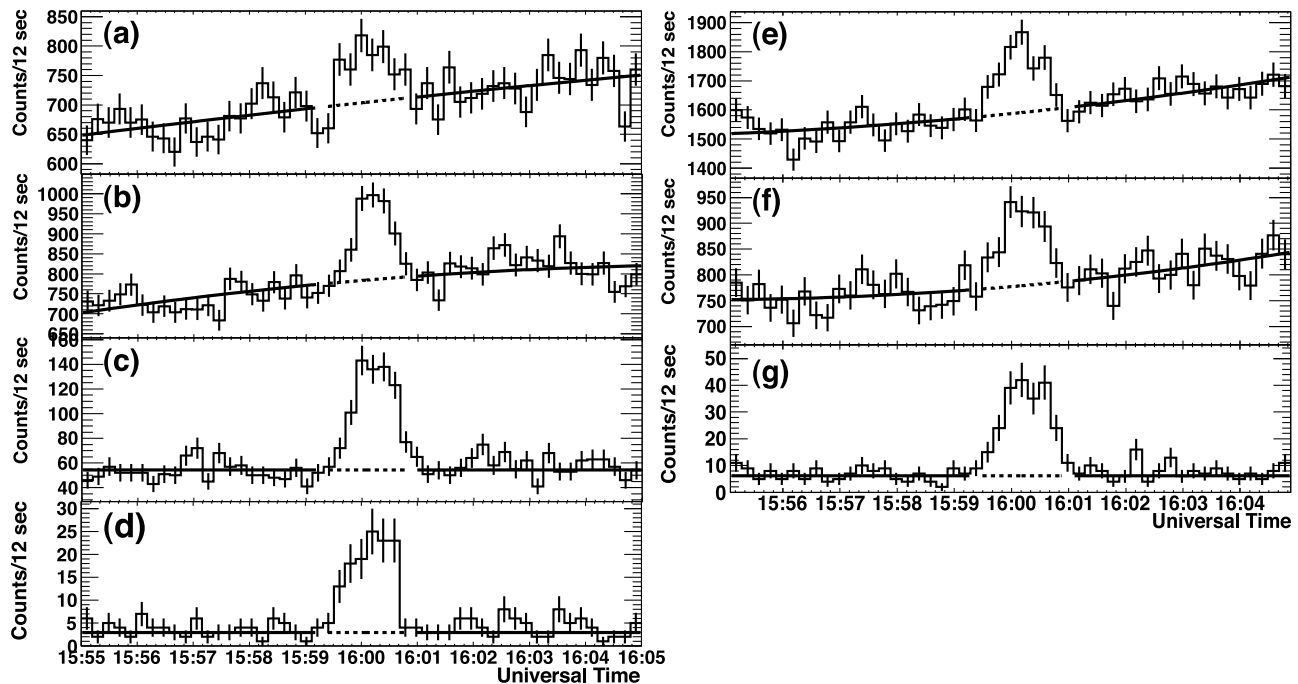 (a)
Counts/12 sec
850
800
750
700
650
600
(b)
Counts/12 sec
1000
950
900
850
800
750
700
650
(c)
Counts/12 sec
160
140
120
100
80
60
40
(d)
Counts/12 sec
30
25
20
15
10
5
0
15:55 15:56 15:57 15:58 15:59 16:00 16:01 16:02 16:03 16:04 16:05
Universal Time
(e)
Counts/12 sec
1900
1800
1700
1600
1500
1400
(f)
Counts/12 sec
950
900
850
800
750
700
(g)
Counts/12 sec
50
40
30
20
10
0
15:56 15:57 15:58 15:59 16:00 16:01 16:02 16:03 16:04
Universal Time